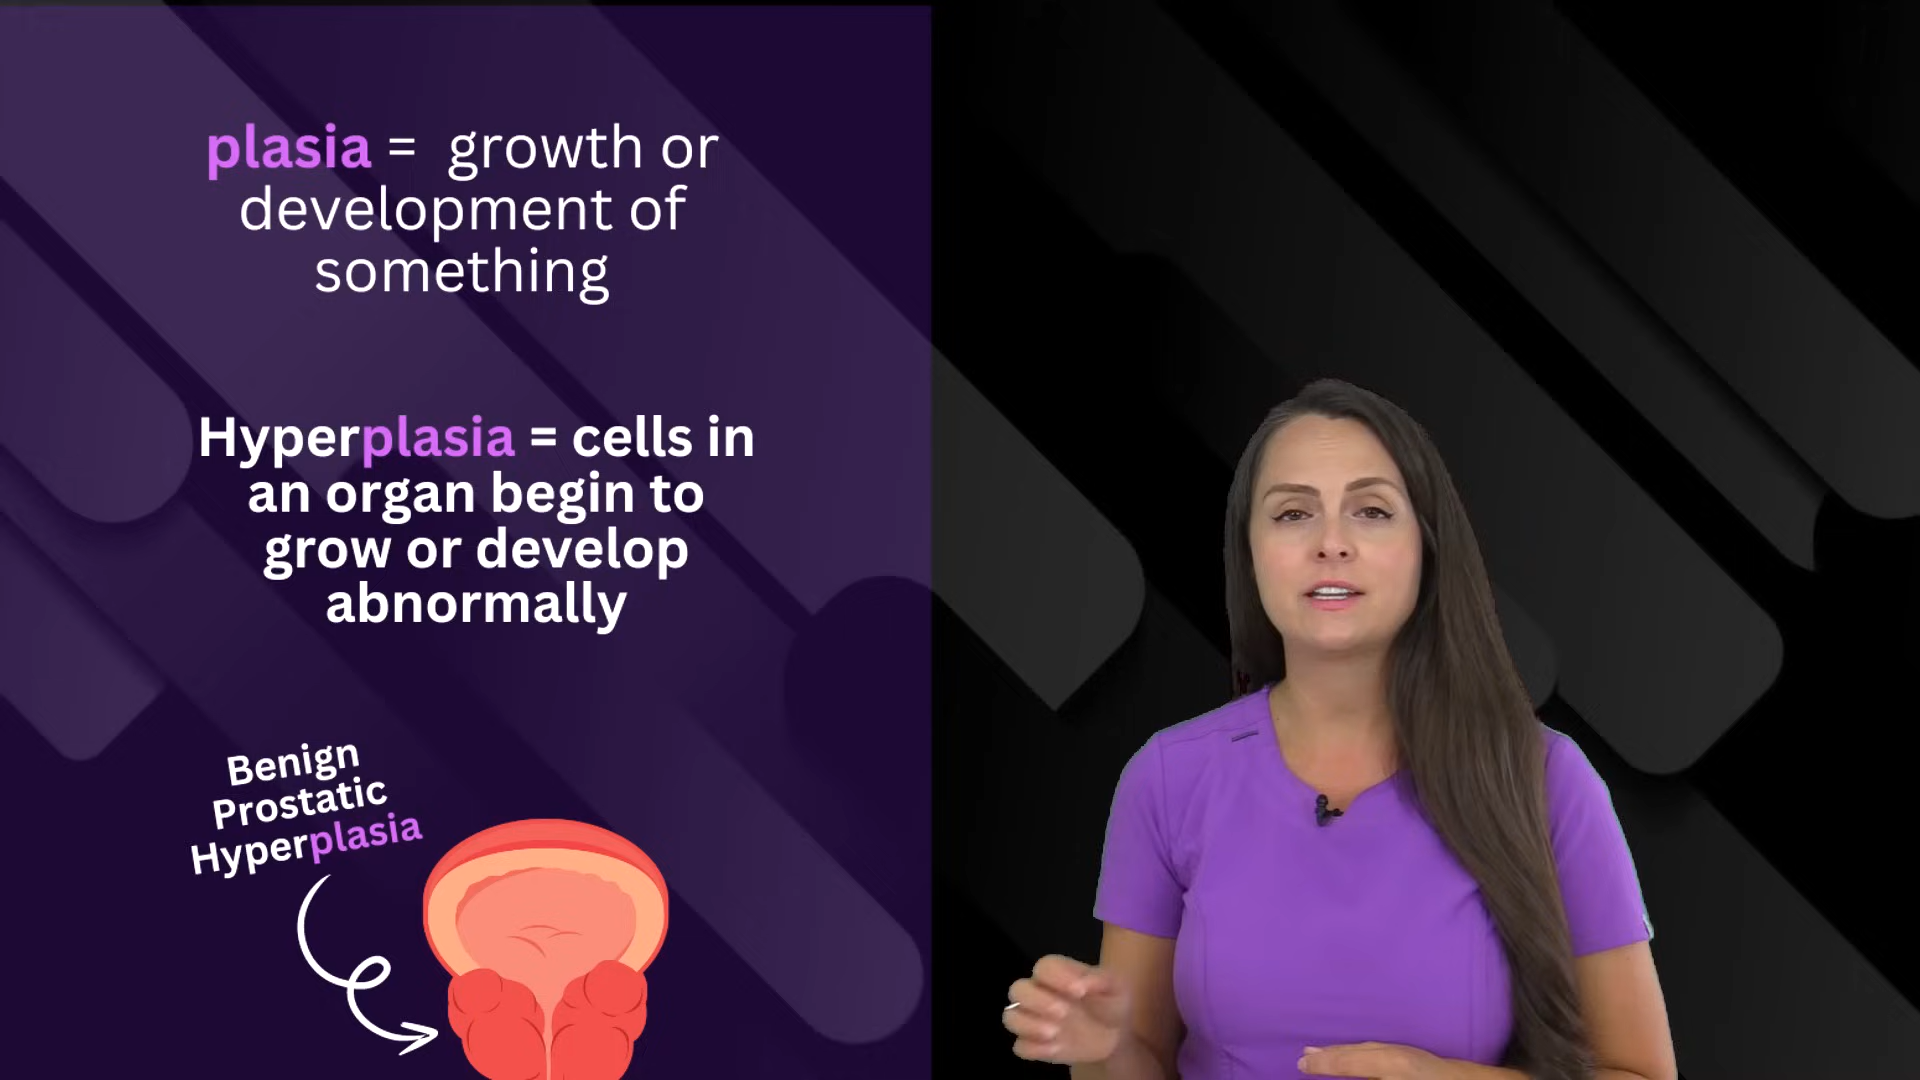 plasia = growth or
development of
something
Hyperplasia = cells in
an organ begin to
grow or develop
abnormally
Benign
Prostatic
Hyperplasia